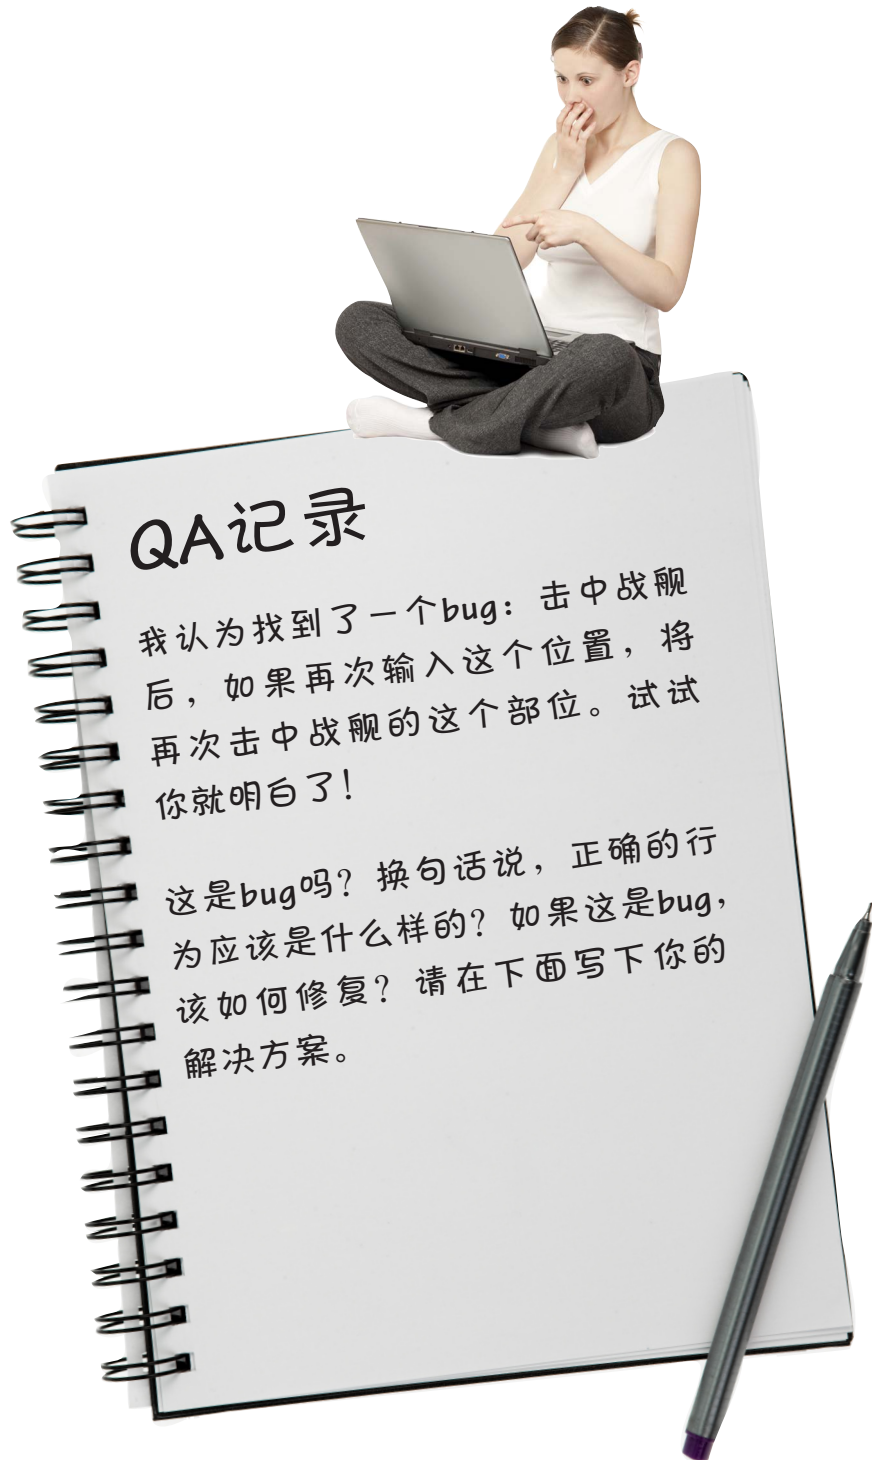 QA记录
我认为找到了一个bug：击中战舰
后，如果再次输入这个位置，将
再次击中战舰的这个部位。试试
你就明白了！
这是bug吗？换句话说，正确的行
为应该是什么样的？如果这是bug，
该如何修复？请在下面写下你的
解决方案。